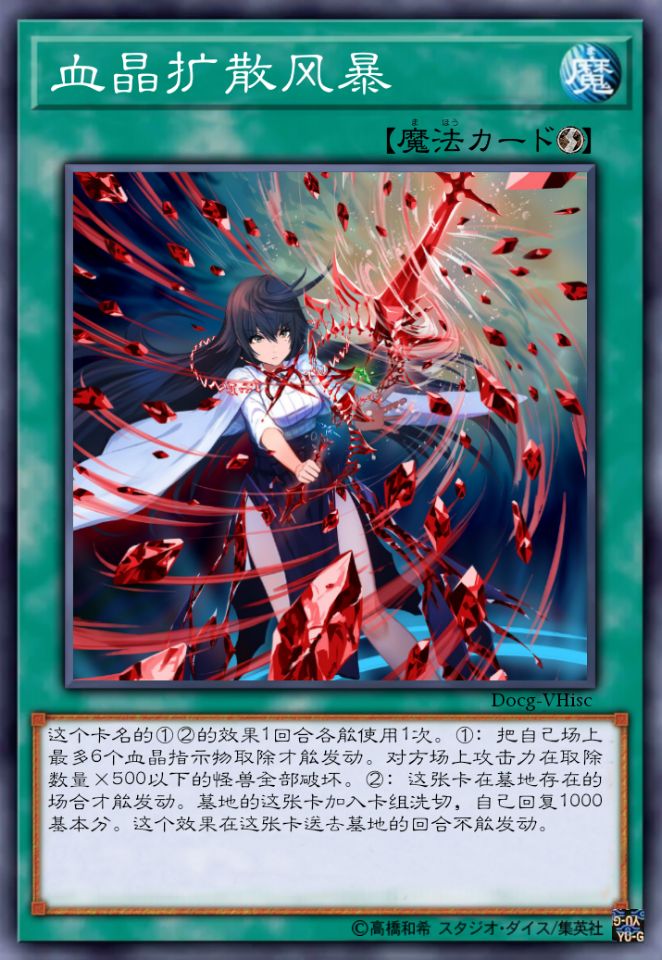 血晶扩散风暴
魔
ま ほう
【魔法カード】
Docg-VHisc
这个卡名的①②的效果1回合各能使用1次。①：把自己场上
最多6个血晶指示物取除才能发动。对方场上攻击力在取除
数量×500以下的怪兽全部破坏。②：这张卡在墓地存在的
场合才能发动。墓地的这张卡加入卡组洗切，自己回复1000
基本分。这个效果在这张卡送去墓地的回合不能发动。
©高橋和希 スタジオ・ダイス/集英社